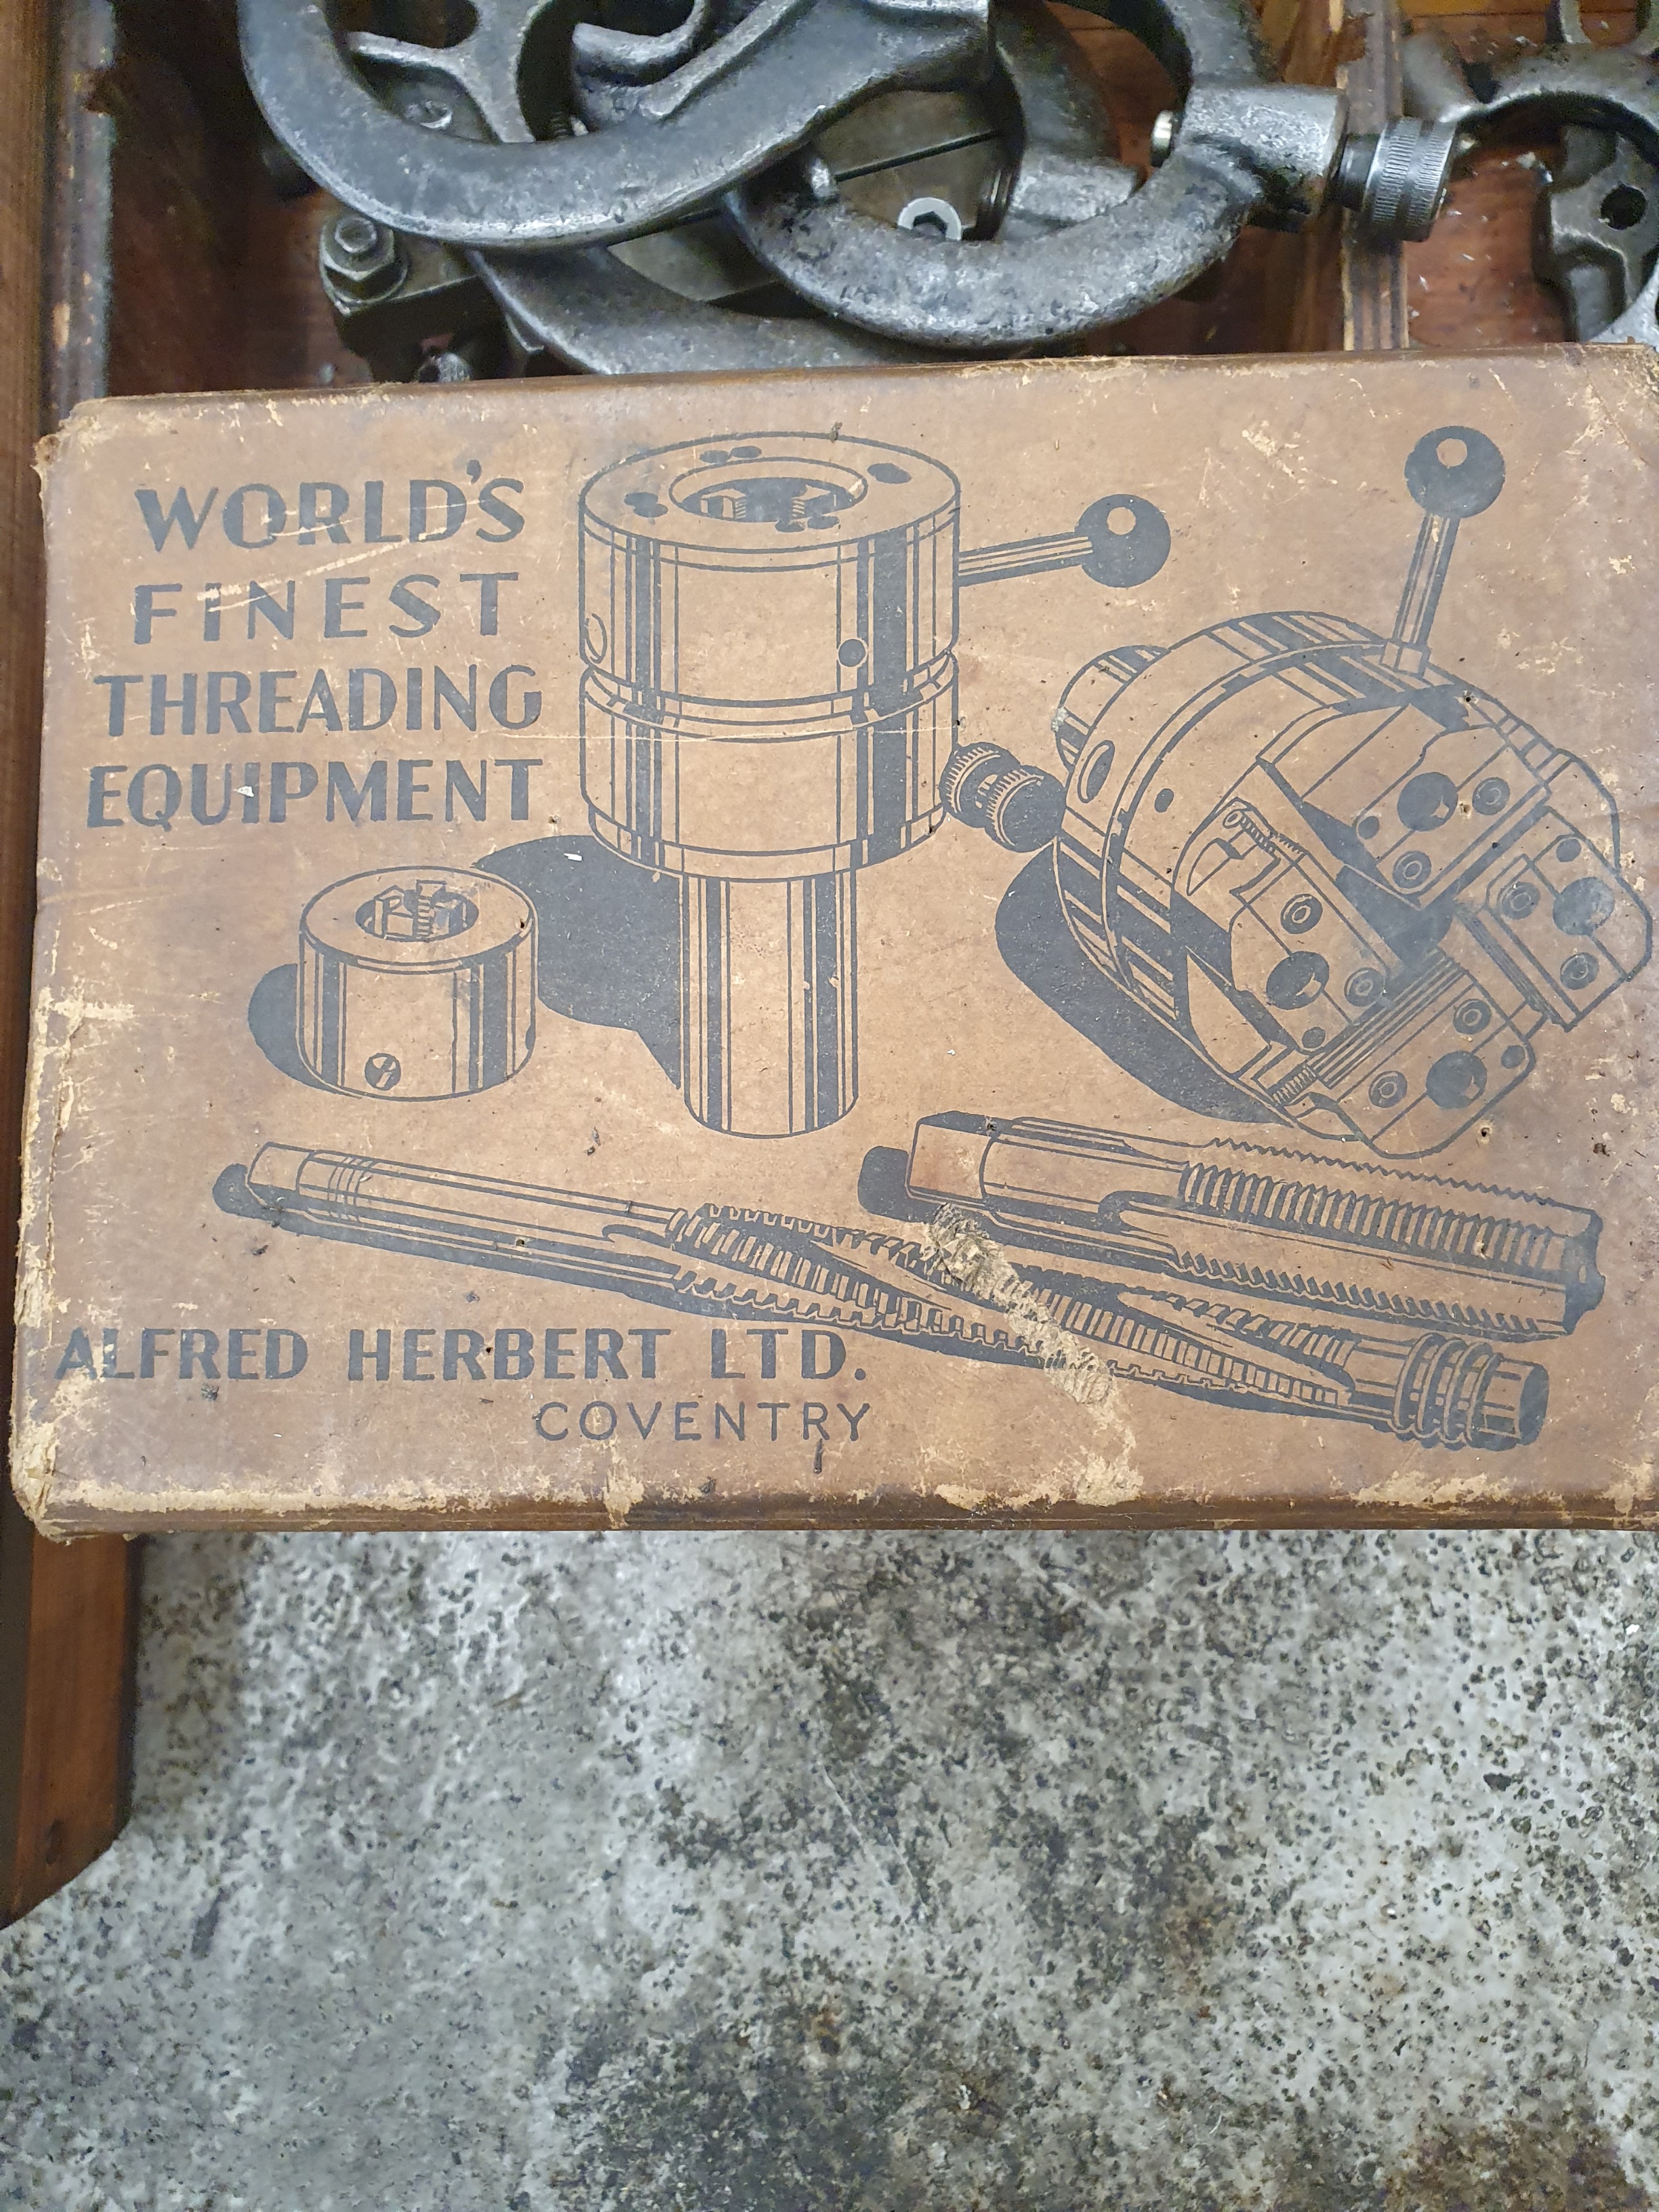 WORLD'S
FINEST
THREADING
EQUIPMENT
ALFRED HERBERT LTD.
COVENTRY